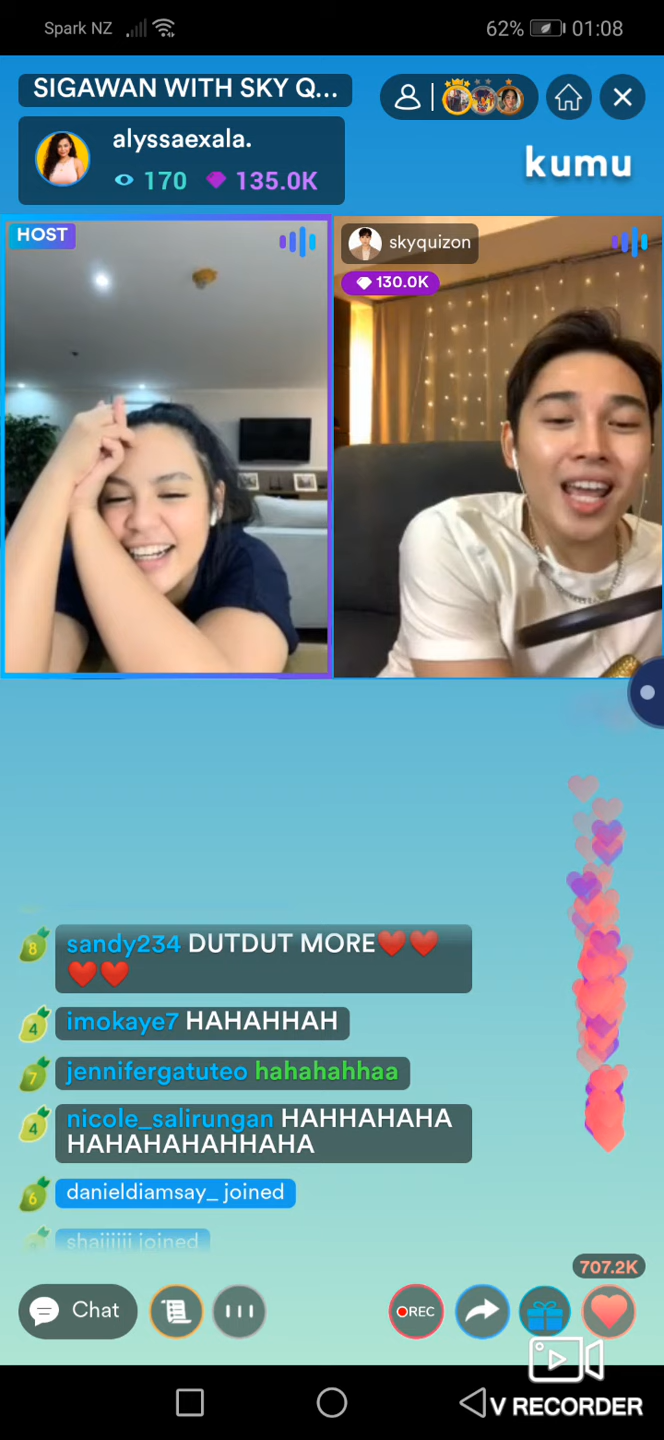 Spark NZ
62% 01:08
SIGAWAN WITH SKY Q...
alyssaexala.
170 135.0K
kumu
HOST
skyquizon
130.0K
8 sandy234 DUTDUT MORE❤️❤️
❤️❤️
4 imokaye7 HAHAHHAH
7 jennifergatuteo hahahahhaa
4 nicole_salirungan HAHHAHAHA
HAHAHAHAHHAHA
6 danieldiamsay_ joined
shaijjjjj joined
707.2K
Chat
REC
V RECORDER